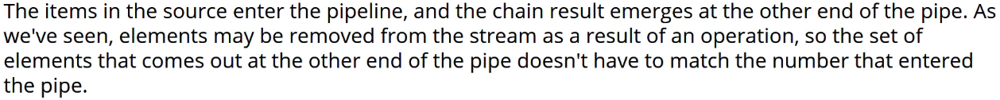 The items in the source enter the pipeline, and the chain result emerges at the other end of the pipe. As
we've seen, elements may be removed from the stream as a result of an operation, so the set of
elements that comes out at the other end of the pipe doesn't have to match the number that entered
the pipe.